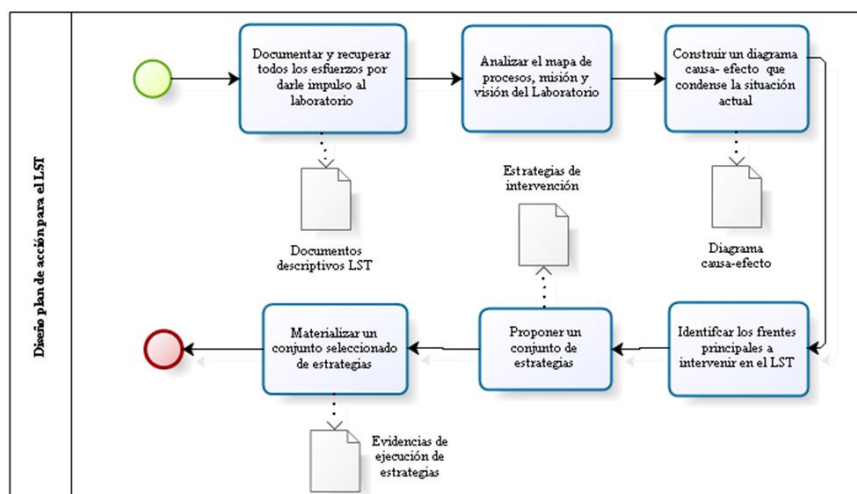 Diseño plan de acción para el LST
Documentar y recuperar
todos los esfuerzos por
darle impulso al
laboratorio
Analizar el mapa de
procesos, misión y
visión del Laboratorio
Construir un diagrama
causa- efecto que
condense la situación
actual
Documentos
descriptivos LST
Estrategias de
intervención
Diagrama
causa-efecto
Identifcar los frentes
principales a
intervenir en el LST
Proponer un
conjunto de
estrategias
Materializar un
conjunto seleccionado
de estrategias
Evidencias de
ejecución de
estrategias